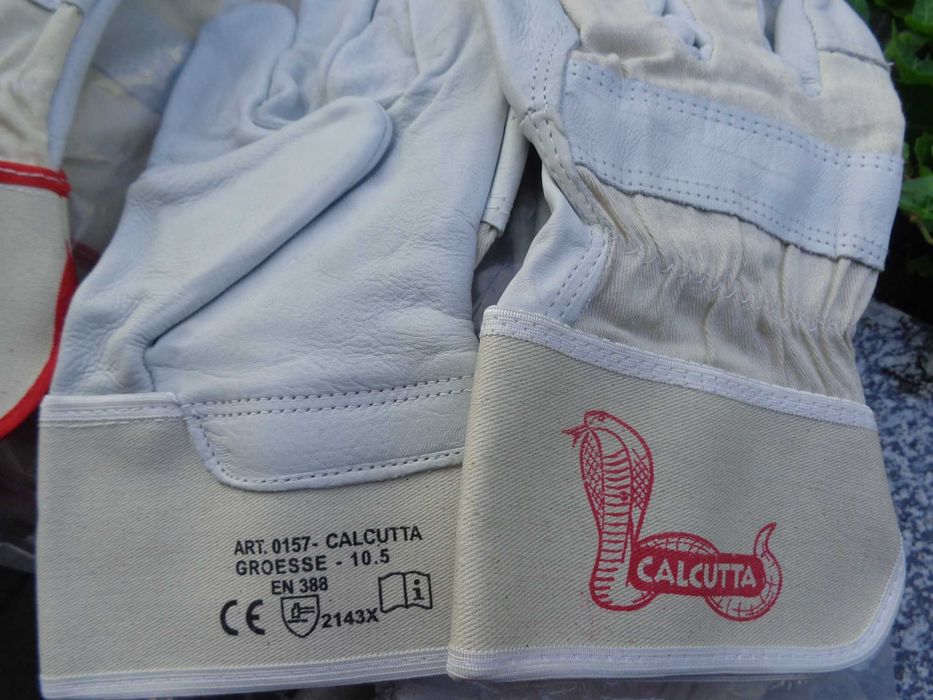 ART. 0157- CALCUTTA
GROESSE - 10.5
EN 388
CE
2143X
i
CALCUTTA